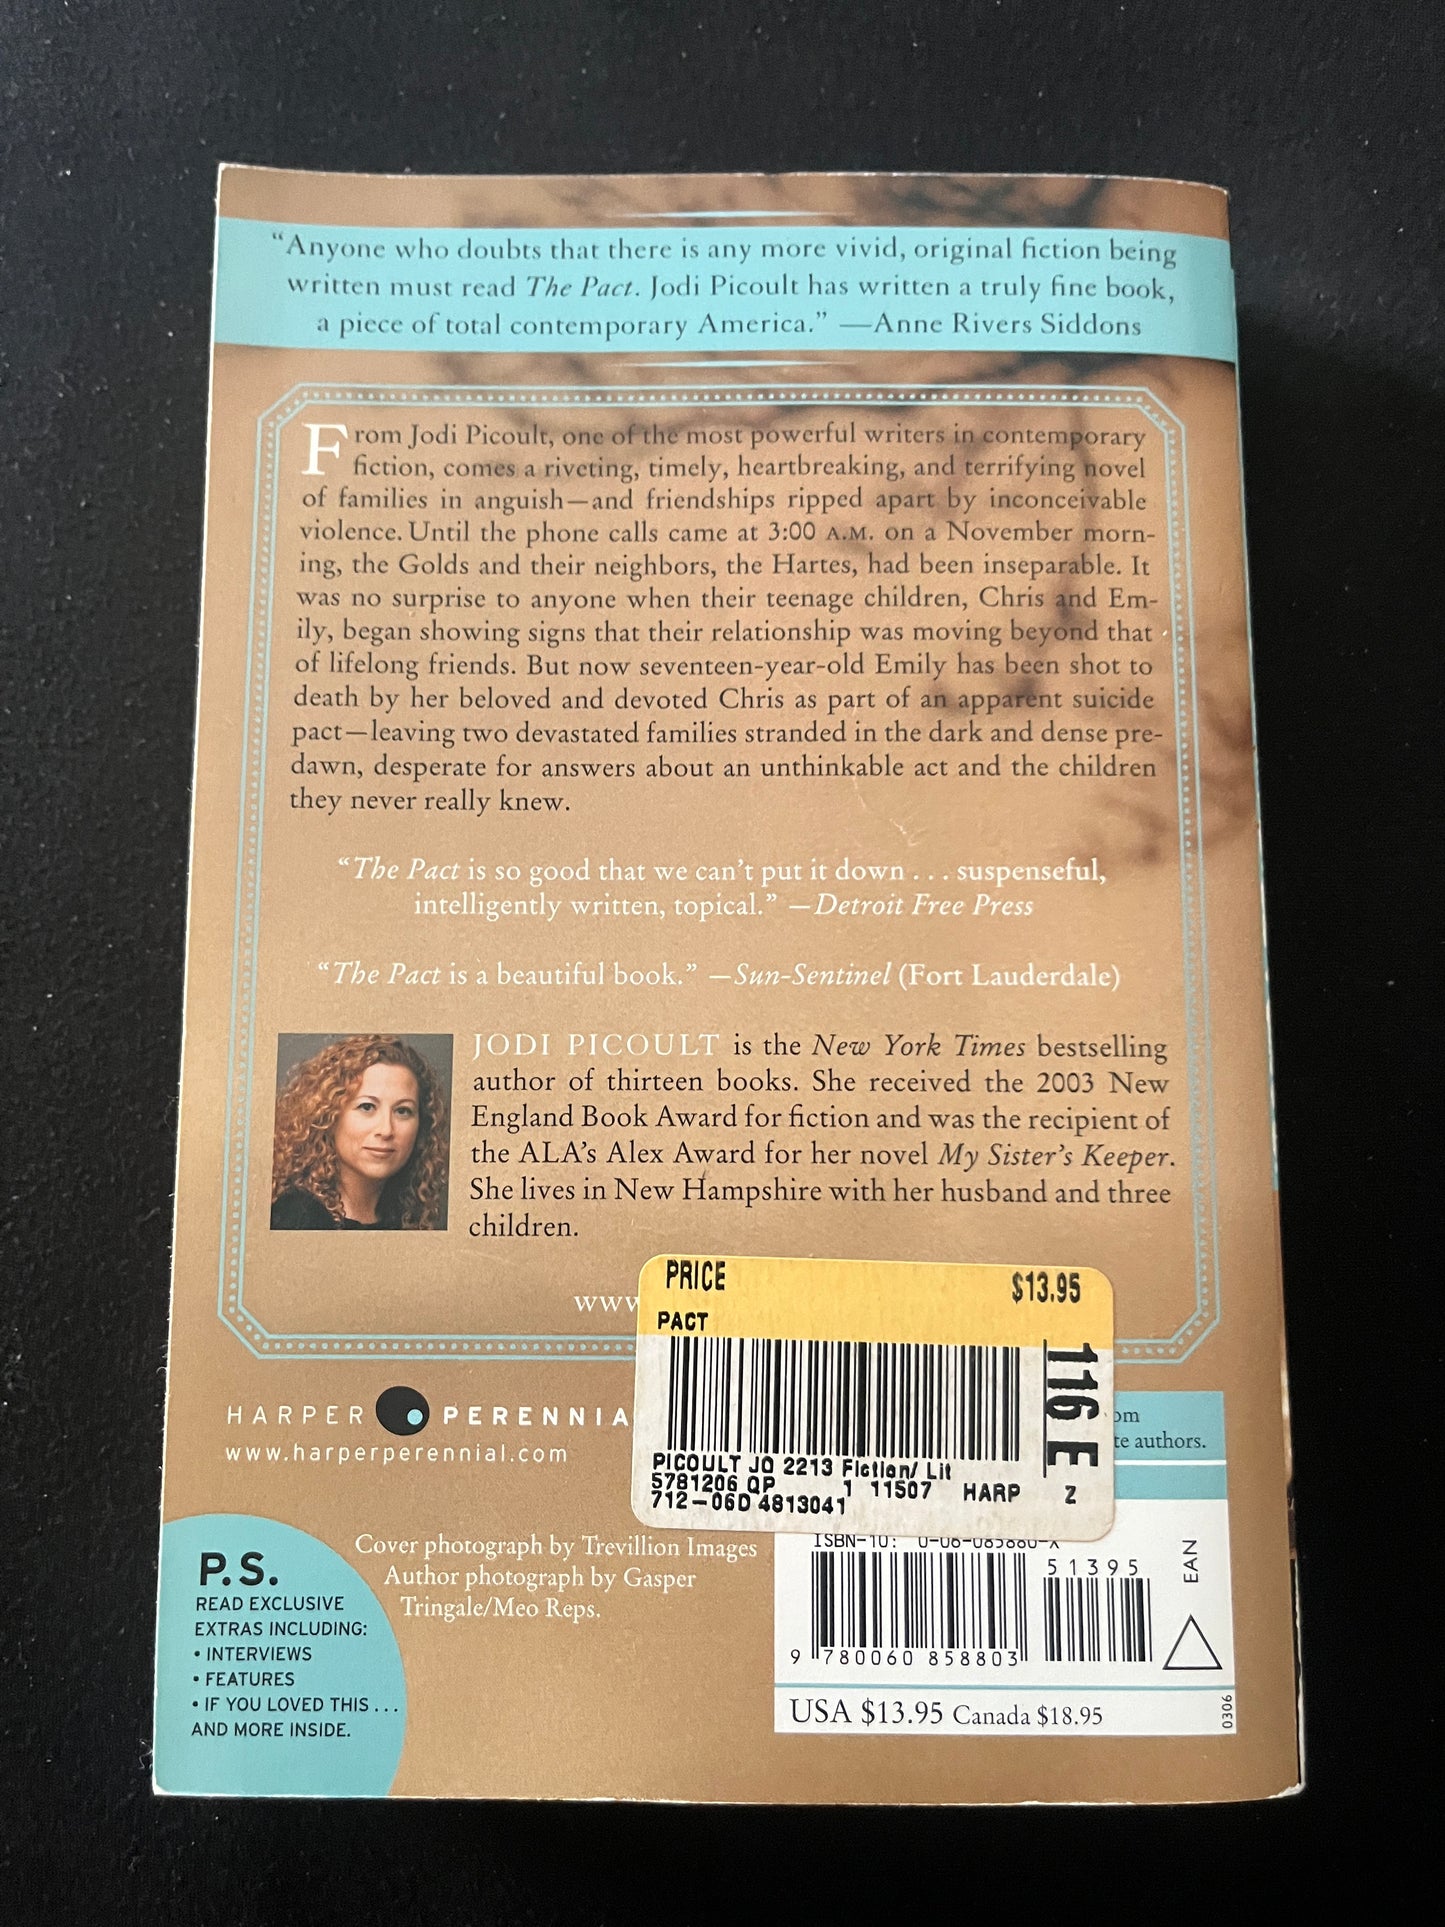 “Anyone who doubts that there is any more vivid, original fiction being
written must read The Pact. Jodi Picoult has written a truly fine book,
a piece of total contemporary America.” —Anne Rivers Siddons
From Jodi Picoult, one of the most powerful writers in contemporary
fiction, comes a riveting, timely, heartbreaking, and terrifying novel
of families in anguish—and friendships ripped apart by inconceivable
violence. Until the phone calls came at 3:00 A.M. on a November morn-
ing, the Golds and their neighbors, the Hartes, had been inseparable. It
was no surprise to anyone when their teenage children, Chris and Em-
ily, began showing signs that their relationship was moving beyond that
of lifelong friends. But now seventeen-year-old Emily has been shot to
death by her beloved and devoted Chris as part of an apparent suicide
pact—leaving two devastated families stranded in the dark and dense pre-
dawn, desperate for answers about an unthinkable act and the children
they never really knew.
“The Pact is so good that we can’t put it down . . . suspenseful,
intelligently written, topical.” —Detroit Free Press
“The Pact is a beautiful book.” —Sun-Sentinel (Fort Lauderdale)
JODI PICOULT is the New York Times bestselling
author of thirteen books. She received the 2003 New
England Book Award for fiction and was the recipient of
the ALA’s Alex Award for her novel My Sister’s Keeper.
She lives in New Hampshire with her husband and three
children.
www
PRICE $13.95
PACT
116 E
Z
PICOULT JO 2213 Fiction/ Lit
5781206 QP 1 11507 HARP
712-06D 4813041
HARPER PERENNIA
www.harperperennial.com
om
te authors.
P.S.
READ EXCLUSIVE
EXTRAS INCLUDING:
• INTERVIEWS
• FEATURES
• IF YOU LOVED THIS . . .
AND MORE INSIDE.
Cover photograph by Trevillion Images
Author photograph by Gasper
Tringale/Meo Reps.
ISBN-10: 0-06-085880-X
51395
EAN
9 780060 858803
USA $13.95 Canada $18.95
0306